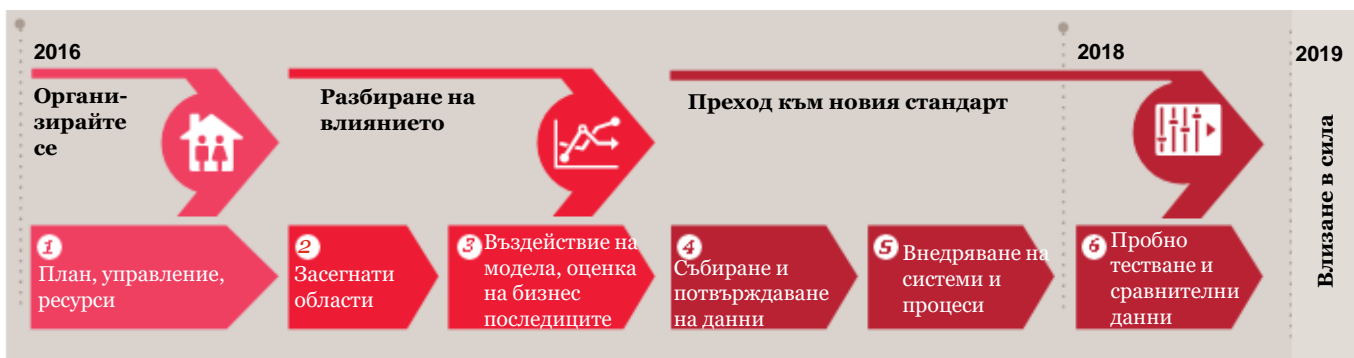 2016
2018
2019
Органи-
зирайте
се
Разбиране на
влиянието
Преход към новия стандарт
Влизане в сила
1
План, управление,
ресурси
2
Засегнати
области
3 Въздействие на
модела, оценка
на бизнес
последиците
4
Събиране и
потвърждаване
на данни
5 Внедряване на
системи и
процеси
6 Пробно
тестване и
сравнителни
данни